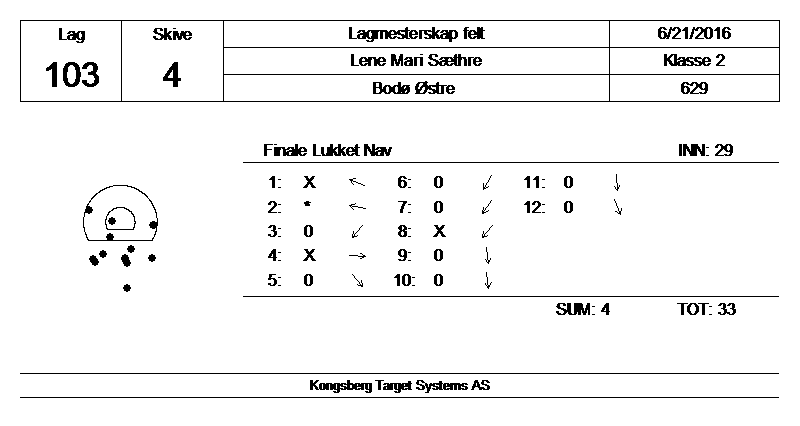 Lag Skive Lagmesterskap felt 6/21/2016
103 4 Lene Mari Sæthre Klasse 2
Bodø Østre 629
Finale Lukket Nav INN: 29
1: X 6: 0 11: 0
2: * 7: 0 12: 0
3: 0 8: X
4: X 9: 0
5: 0 10: 0
SUM: 4 TOT: 33
Kongsberg Target Systems AS